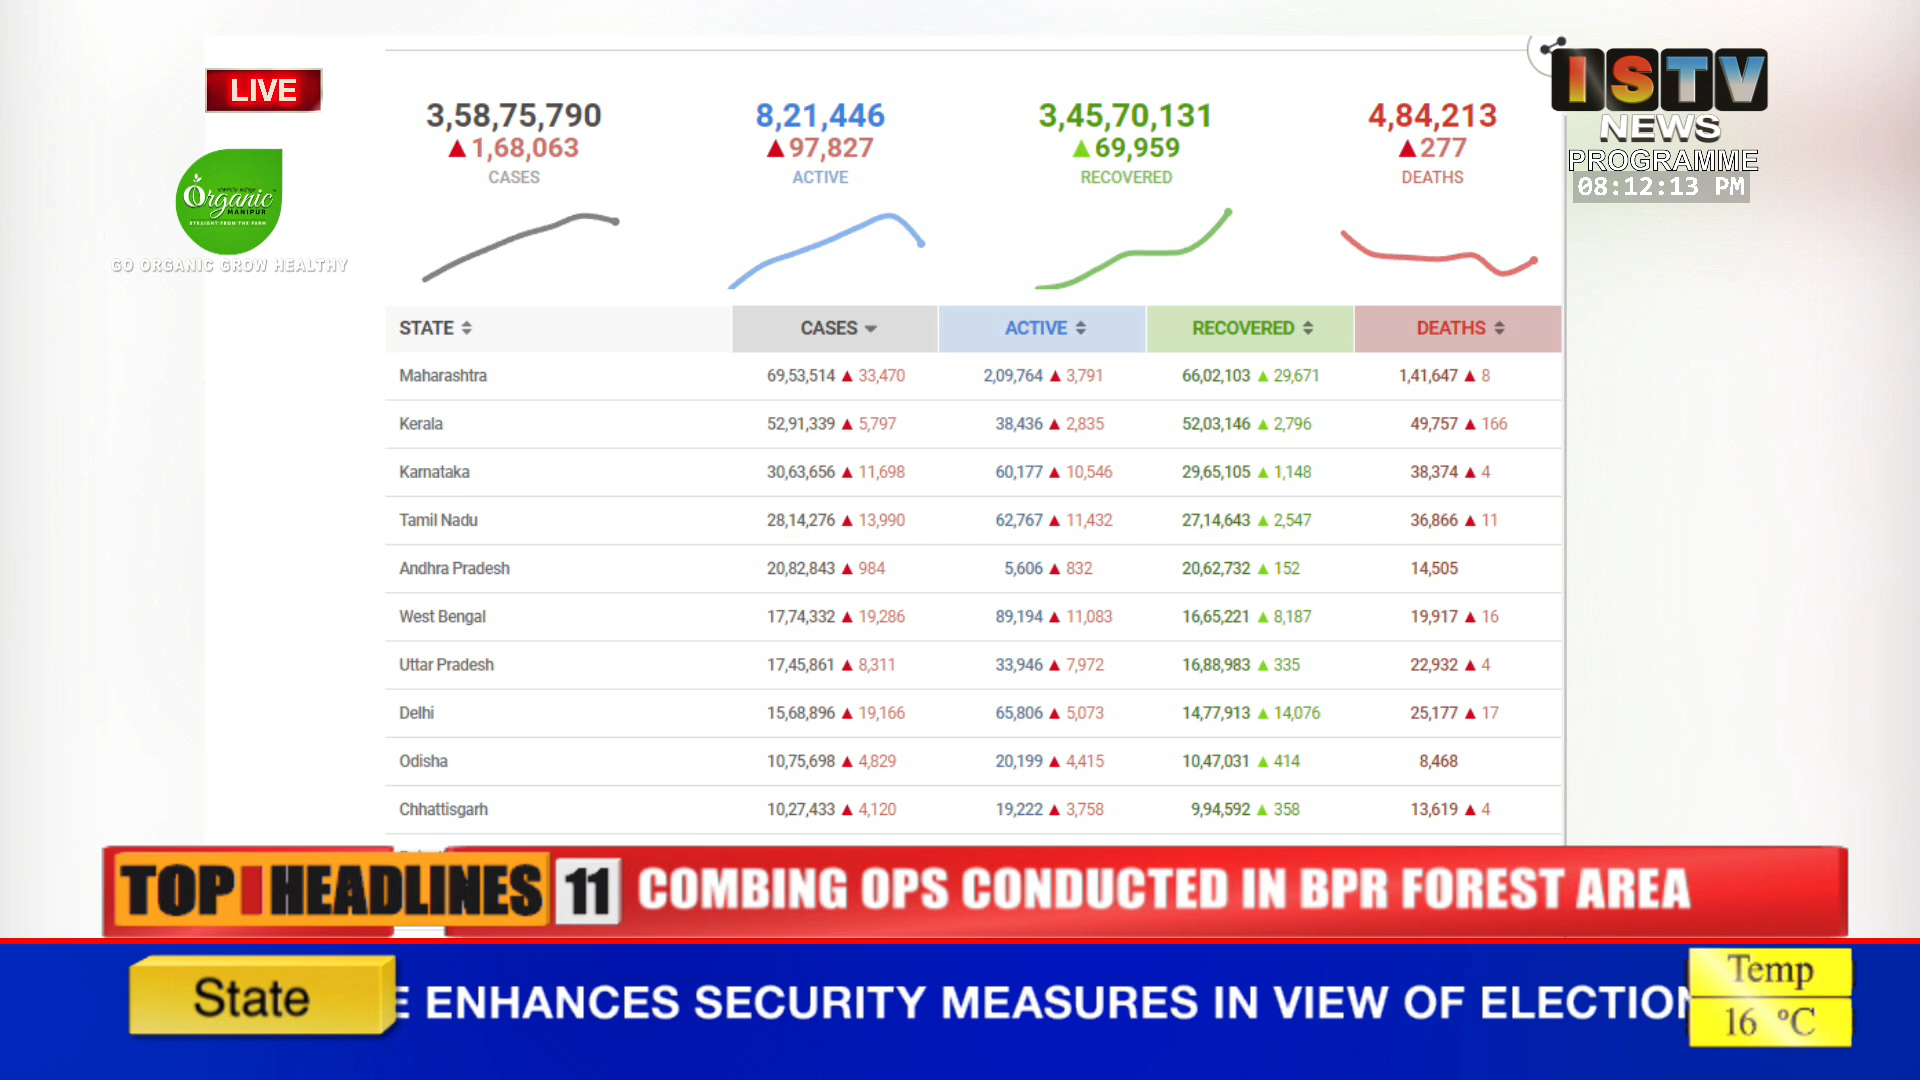 LIVE
Organic
MANIPUR
STRAIGHT FROM THE FARM
GO ORGANIC GROW HEALTHY
ISTV
NEWS
PROGRAMME
08:12:13 PM
3,58,75,790 8,21,446 3,45,70,131 4,84,213
▲1,68,063 ▲97,827 ▲69,959 ▲277
CASES ACTIVE RECOVERED DEATHS
STATE CASES ACTIVE RECOVERED DEATHS
Maharashtra 69,53,514 ▲ 33,470 2,09,764 ▲ 3,791 66,02,103 ▲ 29,671 1,41,647 ▲ 8
Kerala 52,91,339 ▲ 5,797 38,436 ▲ 2,835 52,03,146 ▲ 2,796 49,757 ▲ 166
Karnataka 30,63,656 ▲ 11,698 60,177 ▲ 10,546 29,65,105 ▲ 1,148 38,374 ▲ 4
Tamil Nadu 28,14,276 ▲ 13,990 62,767 ▲ 11,432 27,14,643 ▲ 2,547 36,866 ▲ 11
Andhra Pradesh 20,82,843 ▲ 984 5,606 ▲ 832 20,62,732 ▲ 152 14,505
West Bengal 17,74,332 ▲ 19,286 89,194 ▲ 11,083 16,65,221 ▲ 8,187 19,917 ▲ 16
Uttar Pradesh 17,45,861 ▲ 8,311 33,946 ▲ 7,972 16,88,983 ▲ 335 22,932 ▲ 4
Delhi 15,68,896 ▲ 19,166 65,806 ▲ 5,073 14,77,913 ▲ 14,076 25,177 ▲ 17
Odisha 10,75,698 ▲ 4,829 20,199 ▲ 4,415 10,47,031 ▲ 414 8,468
Chhattisgarh 10,27,433 ▲ 4,120 19,222 ▲ 3,758 9,94,592 ▲ 358 13,619 ▲ 4
TOP HEADLINES 11 COMBING OPS CONDUCTED IN BPR FOREST AREA
State E ENHANCES SECURITY MEASURES IN VIEW OF ELECTION
Temp
16 °C